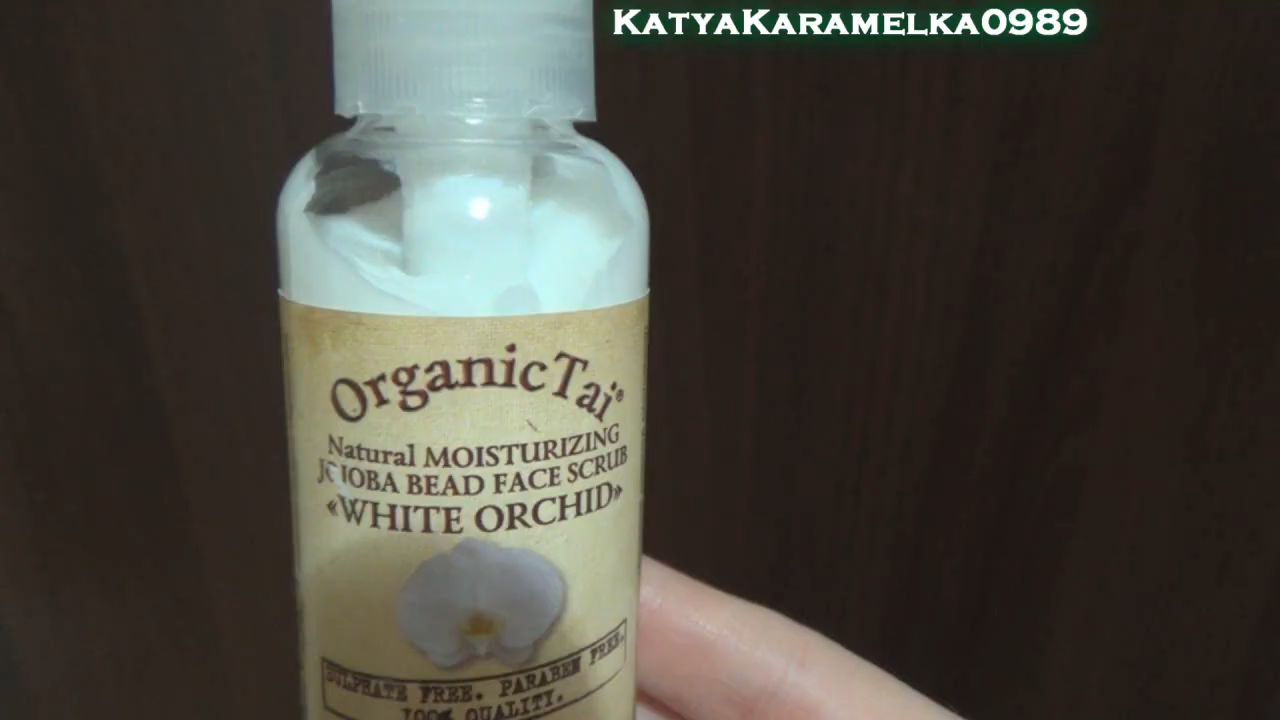 KatyaKaramelka0989
OrganicTai®
Natural MOISTURIZING
JOJOBA BEAD FACE SCRUB
«WHITE ORCHID»
SULPHATE FREE. PARABEN FREE.
100% QUALITY.